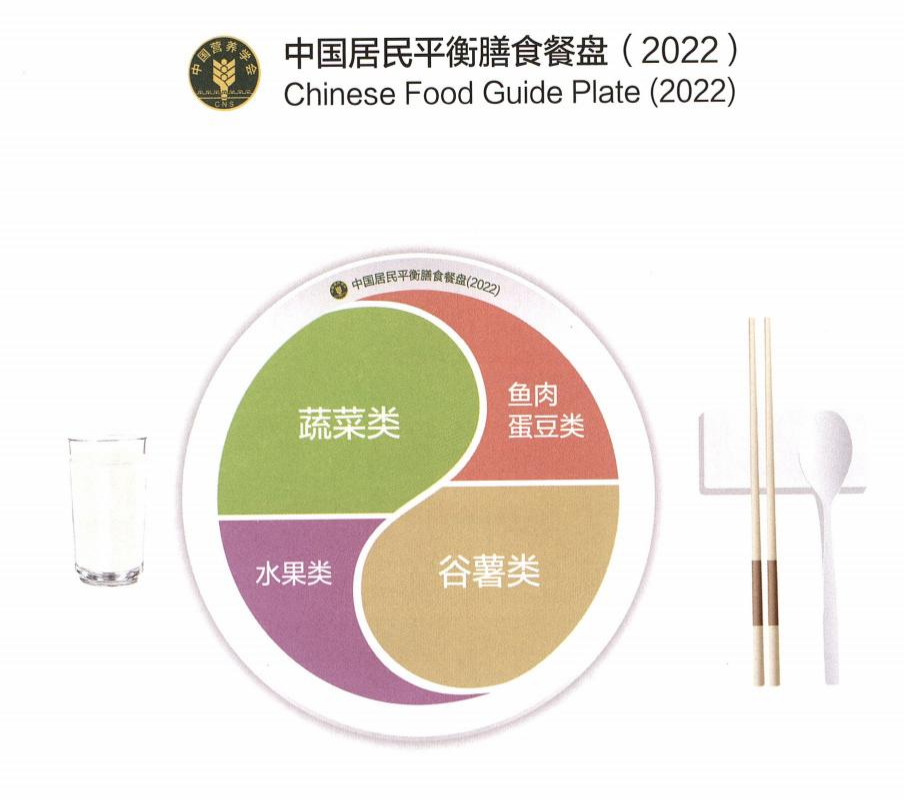 中国营养学会
CNS
中国居民平衡膳食餐盘（2022）
Chinese Food Guide Plate (2022)
中国居民平衡膳食餐盘(2022)
蔬菜类
鱼肉
蛋豆类
水果类
谷薯类